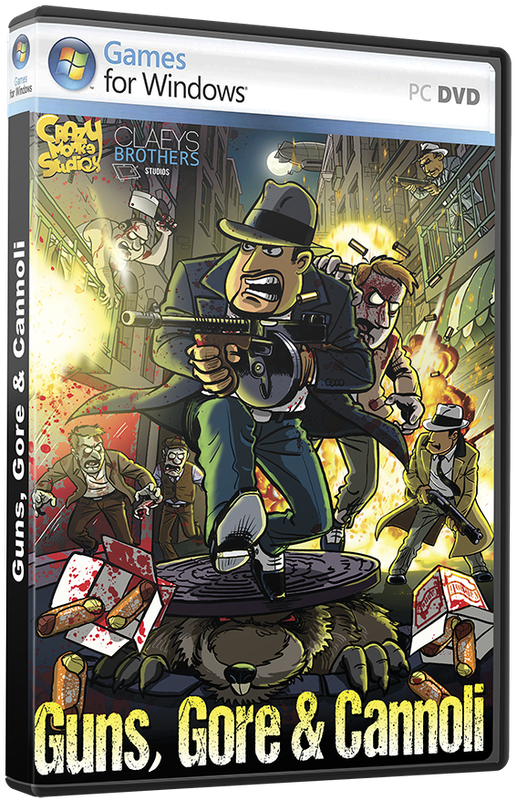 Games
for Windows®
PC DVD
Games
for Windows
Crazy
Monkey
Studios
CLAEYS
BROTHERS
STUDIOS
Guns, Gore & Cannoli
Guns, Gore & Cannoli